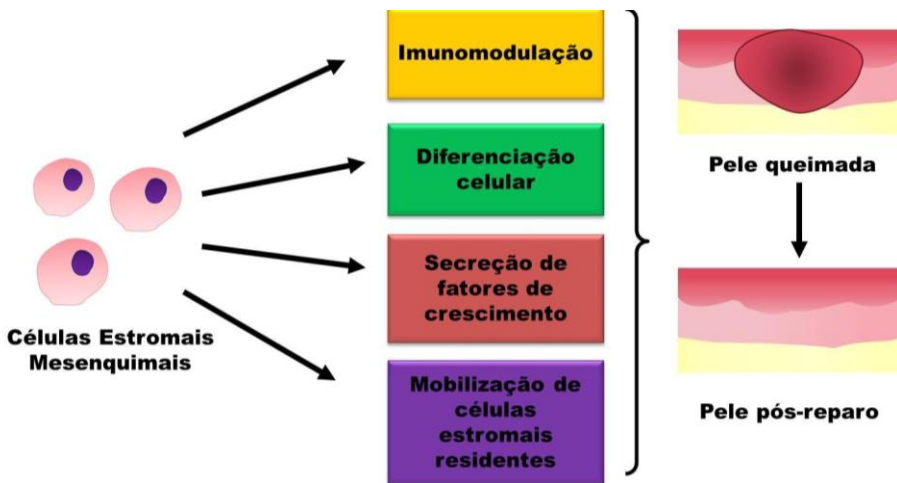 Imunomodulação
Diferenciação
celular
Secreção de
fatores de
crescimento
Mobilização de
células
estromais
residentes
Células Estromais
Mesenquimais
Pele queimada
Pele pós-reparo